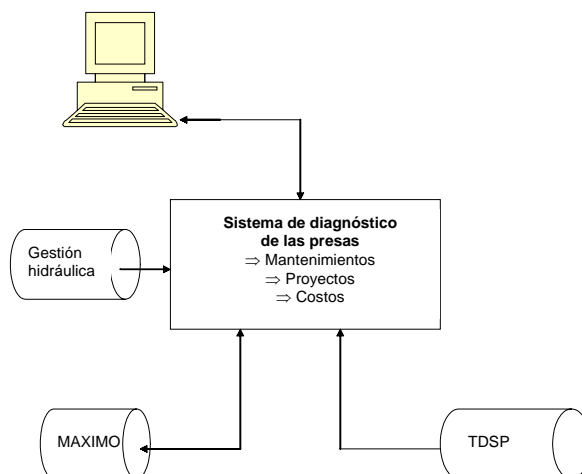 Sistema de diagnóstico
de las presas
⇒ Mantenimientos
⇒ Proyectos
⇒ Costos
Gestión
hidráulica
MAXIMO
TDSP